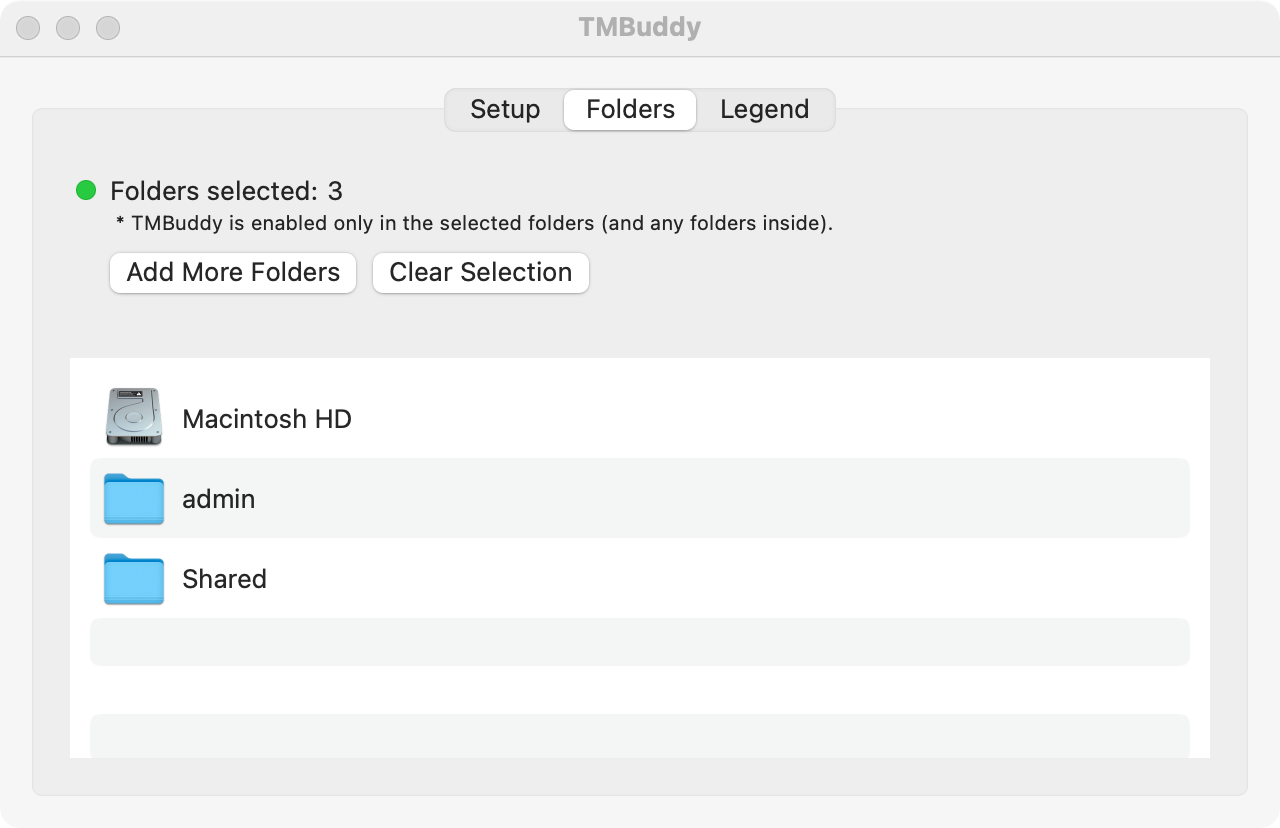 TMBuddy
Setup Folders Legend
Folders selected: 3
* TMBuddy is enabled only in the selected folders (and any folders inside).
Add More Folders Clear Selection
Macintosh HD
admin
Shared